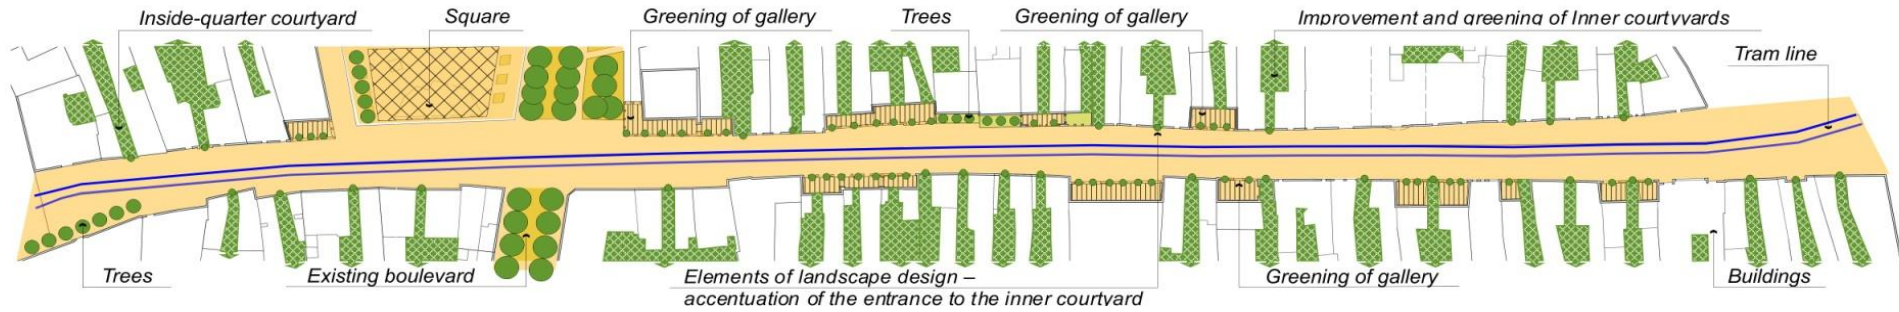 Inside-quarter courtyard
Square
Greening of gallery
Trees
Greening of gallery
Improvement and greening of Inner courtyvards
Tram line
Trees
Existing boulevard
Elements of landscape design –
accentuation of the entrance to the inner courtyard
Greening of gallery
Buildings